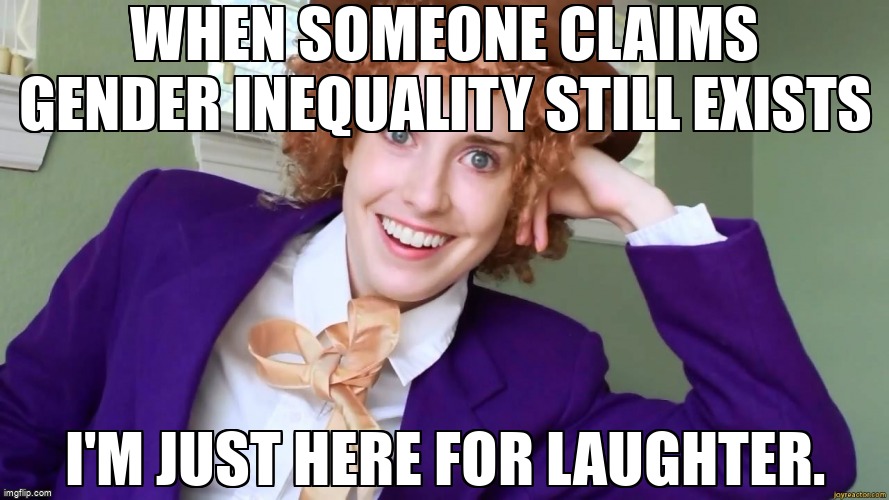 WHEN SOMEONE CLAIMS
GENDER INEQUALITY STILL EXISTS
I'M JUST HERE FOR LAUGHTER.
imgflip.com
joyreactor.com